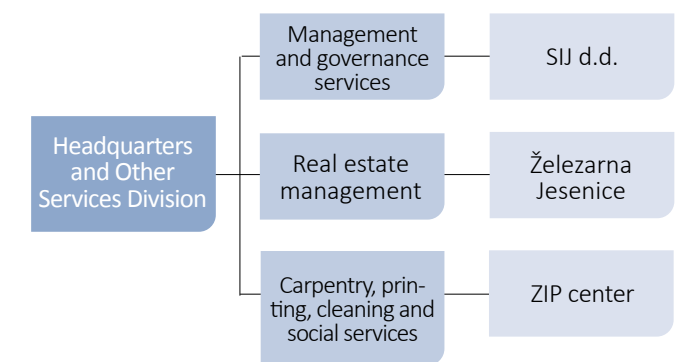 Headquarters
and Other
Services Division
Management
and governance
services
SIJ d.d.
Real estate
management
Železarna
Jesenice
Carpentry, prin-
ting, cleaning and
social services
ZIP center